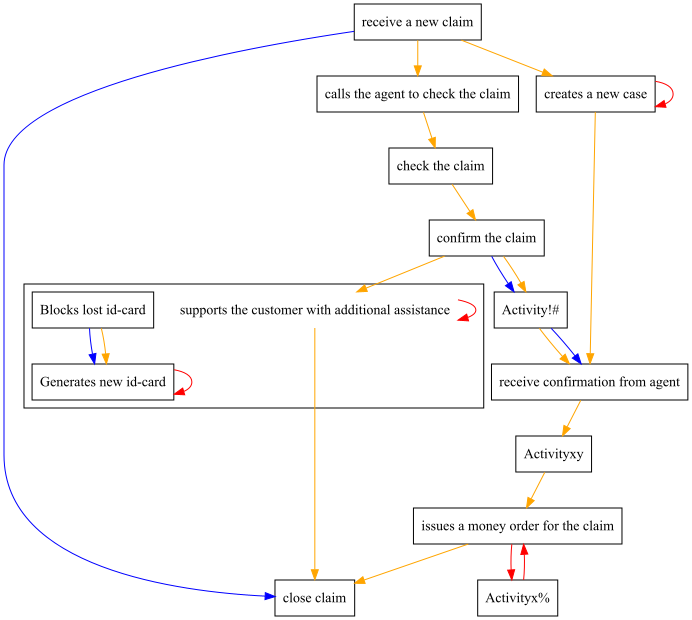 receive a new claim
calls the agent to check the claim
creates a new case
check the claim
confirm the claim
Blocks lost id-card
supports the customer with additional assistance
Activity!#
Generates new id-card
receive confirmation from agent
Activityxy
issues a money order for the claim
close claim
Activityx%